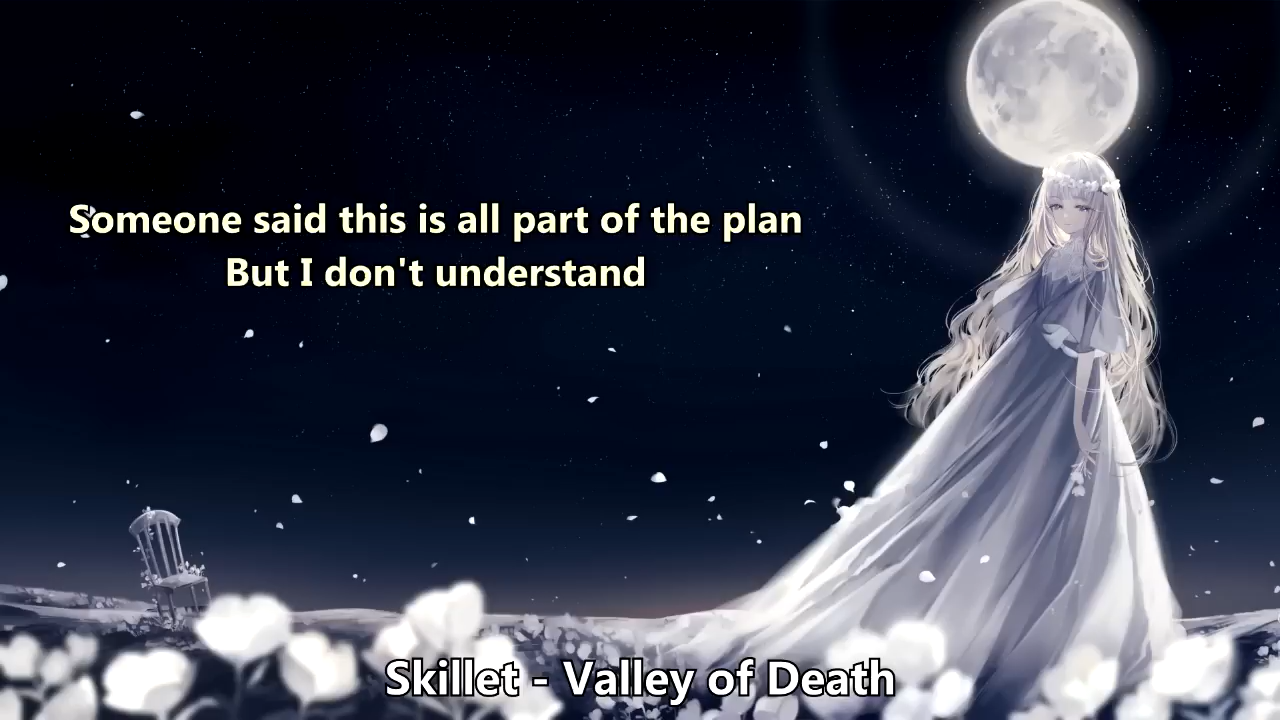 Someone said this is all part of the plan
But I don't understand
Skillet - Valley of Death